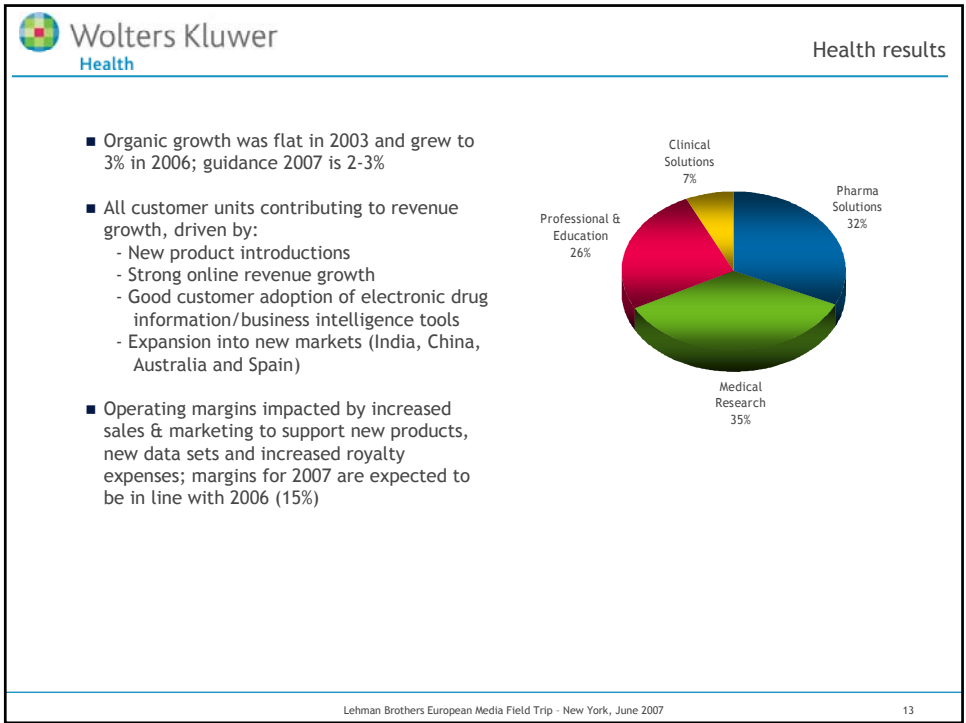 Wolters Kluwer
Health
Health results
■ Organic growth was flat in 2003 and grew to
3% in 2006; guidance 2007 is 2-3%
■ All customer units contributing to revenue
growth, driven by:
- New product introductions
- Strong online revenue growth
- Good customer adoption of electronic drug
information/business intelligence tools
- Expansion into new markets (India, China,
Australia and Spain)
■ Operating margins impacted by increased
sales & marketing to support new products,
new data sets and increased royalty
expenses; margins for 2007 are expected to
be in line with 2006 (15%)
Clinical
Solutions
7%
Pharma
Solutions
32%
Professional &
Education
26%
Medical
Research
35%
Lehman Brothers European Media Field Trip - New York, June 2007
13